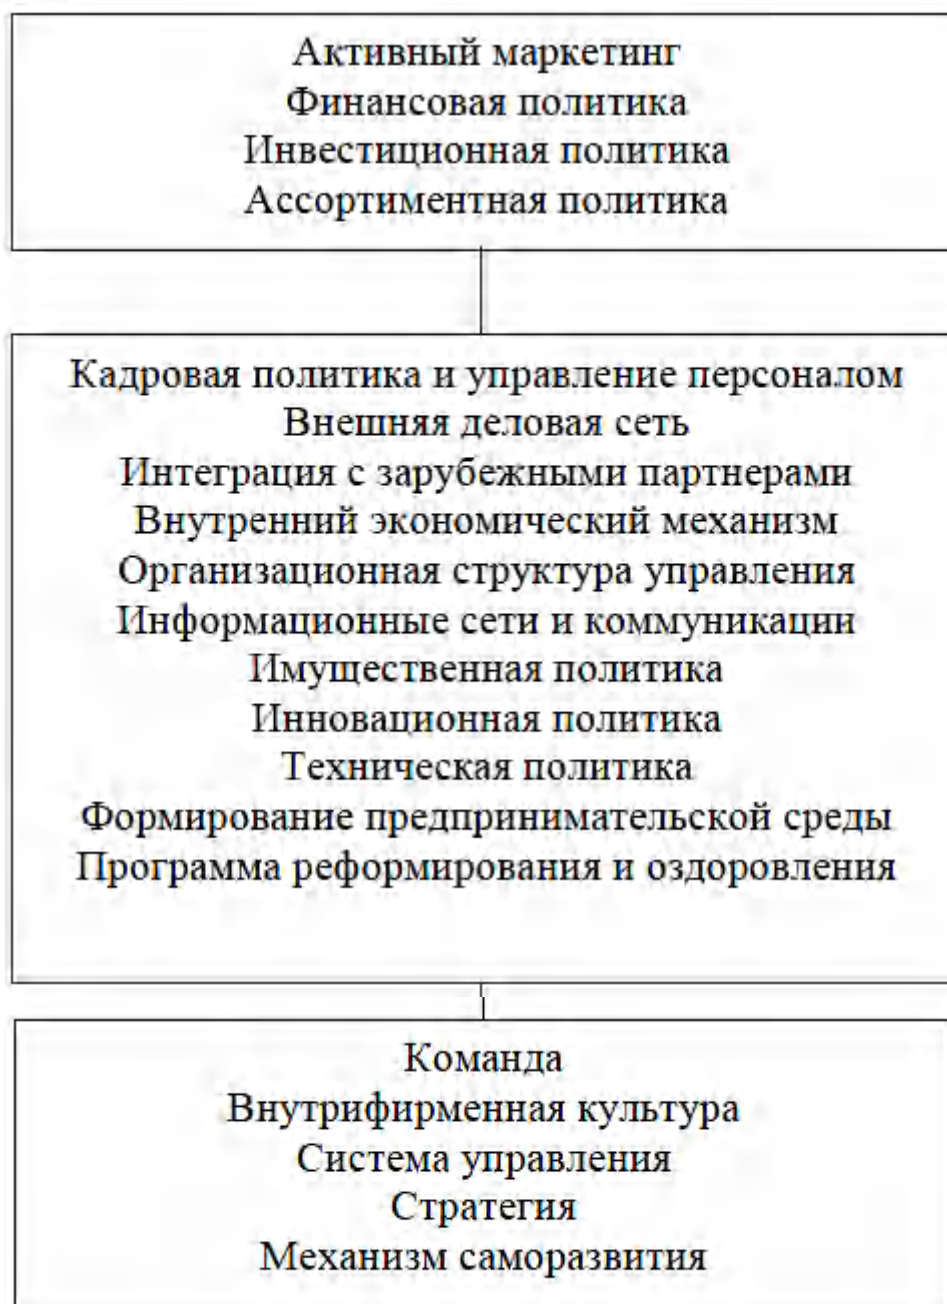 Активный маркетинг
Финансовая политика
Инвестиционная политика
Ассортиментная политика
Кадровая политика и управление персоналом
Внешняя деловая сеть
Интеграция с зарубежными партнерами
Внутренний экономический механизм
Организационная структура управления
Информационные сети и коммуникации
Имущественная политика
Инновационная политика
Техническая политика
Формирование предпринимательской среды
Программа реформирования и оздоровления
Команда
Внутрифирменная культура
Система управления
Стратегия
Механизм саморазвития